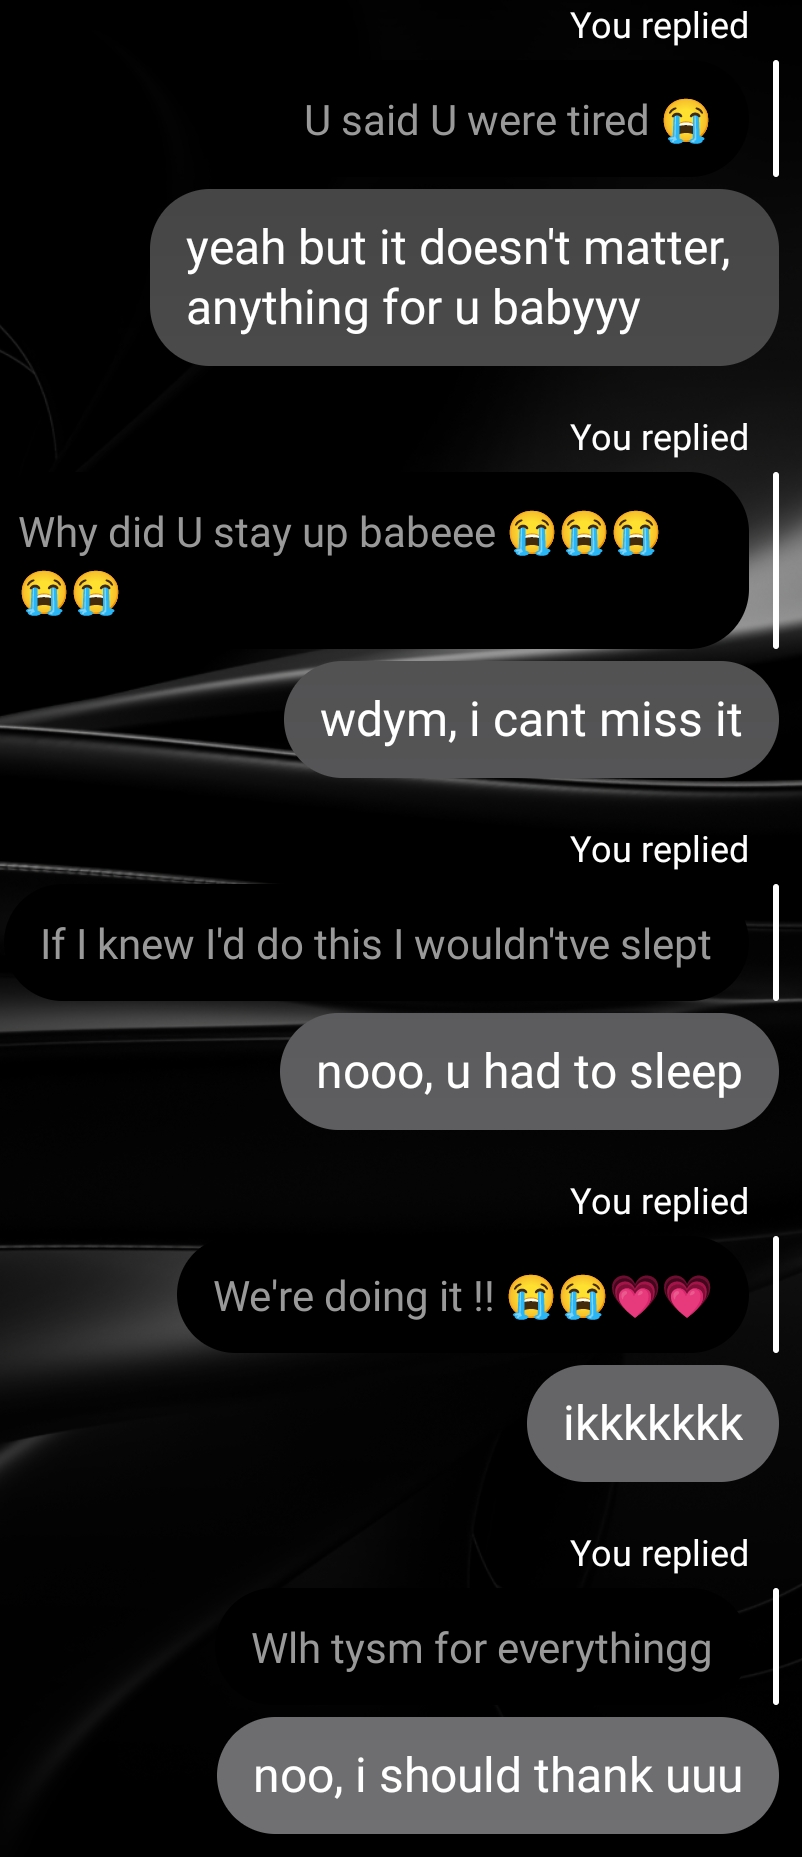 You replied
U said U were tired 😭
yeah but it doesn't matter,
anything for u babyyy
You replied
Why did U stay up babeee 😭😭😭
😭😭
wdym, i cant miss it
You replied
If I knew I'd do this I wouldn'tve slept
nooo, u had to sleep
You replied
We're doing it !! 😭😭💗💗
ikkkkkkk
You replied
Wlh tysm for everythingg
noo, i should thank uuu